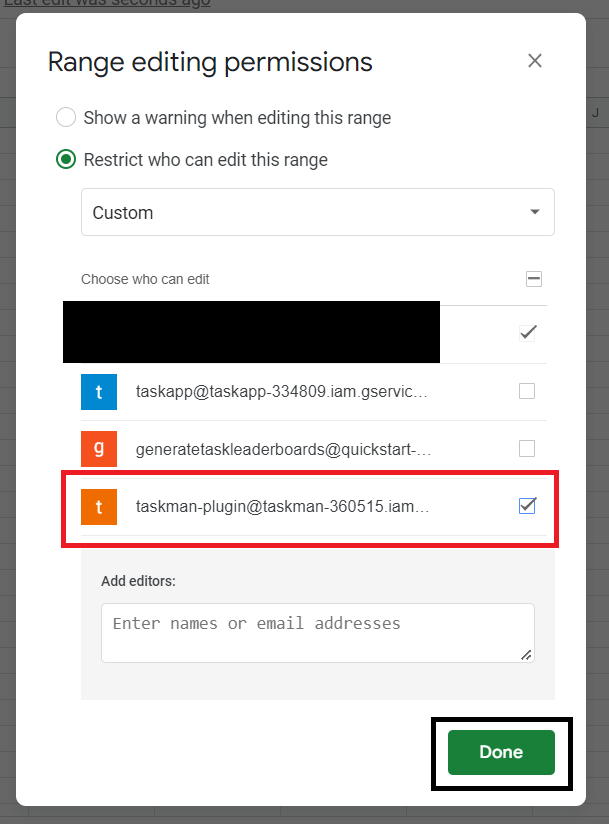 Last edit was seconds ago
Range editing permissions
Show a warning when editing this range
J
Restrict who can edit this range
Custom
Choose who can edit
t taskapp@taskapp-334809.iam.gservic...
g generatetaskleaderboards@quickstart-...
t taskman-plugin@taskman-360515.iam...
Add editors:
Enter names or email addresses
Done